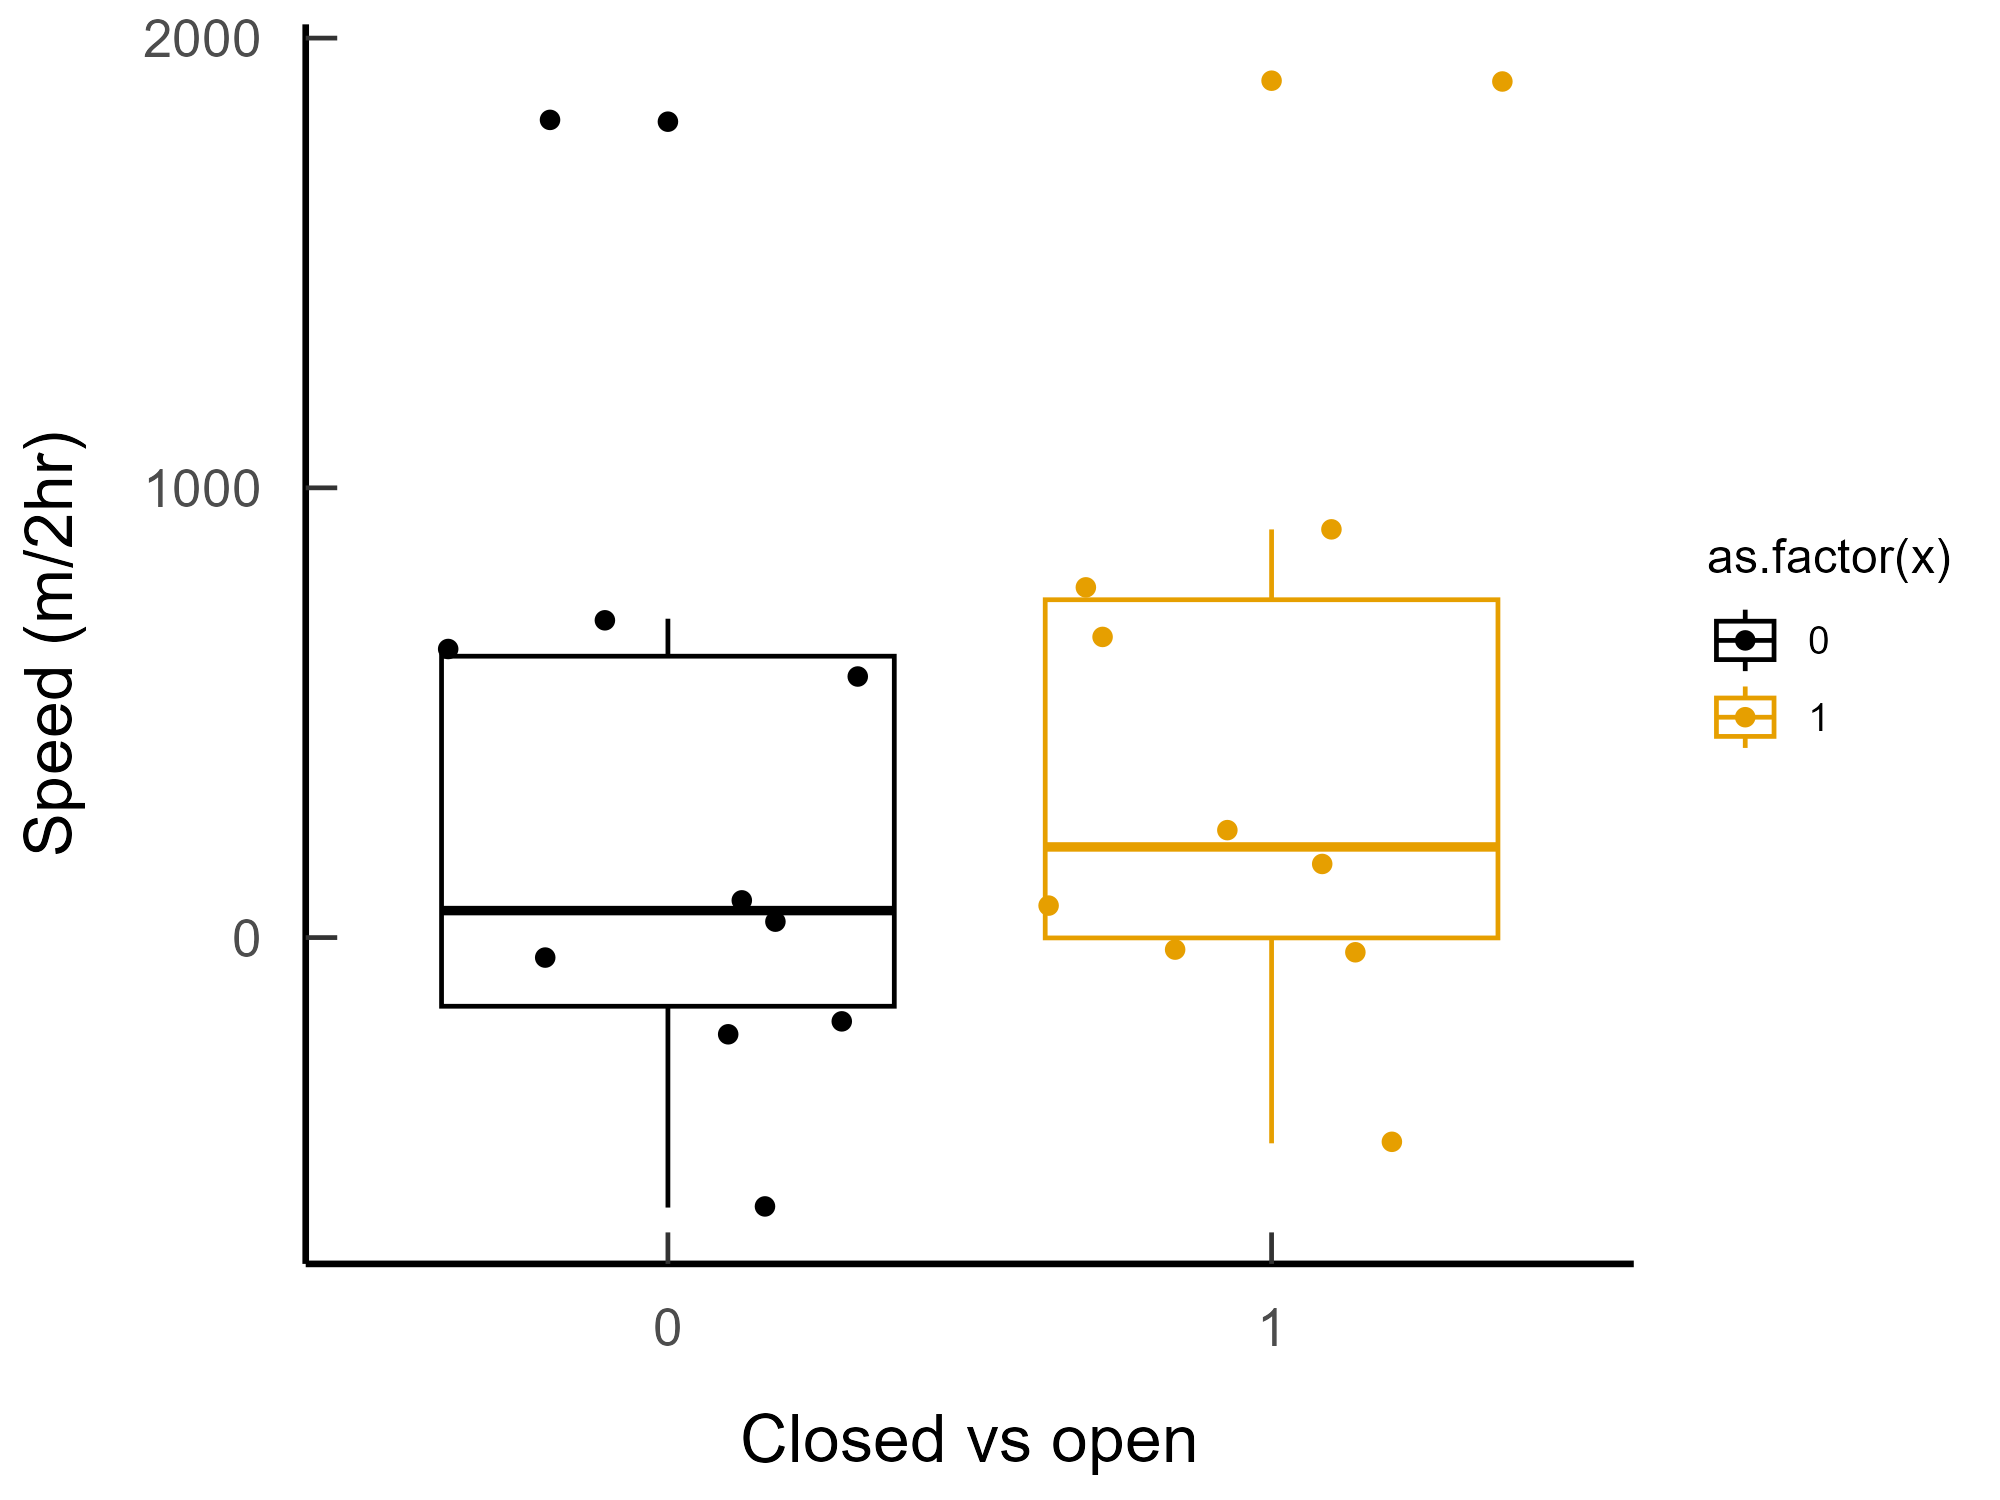 2000
1000
0
Speed (m/2hr)
0
1
Closed vs open
as.factor(x)
0
1